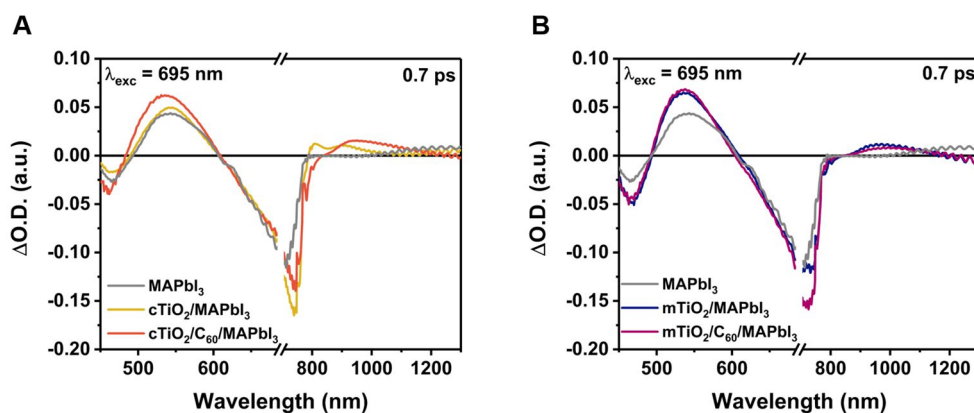 A
λexc = 695 nm
0.7 ps
0.10
0.05
0.00
-0.05
-0.10
-0.15
-0.20
ΔO.D. (a.u.)
MAPbI₃
cTiO₂/MAPbI₃
cTiO₂/C₆₀/MAPbI₃
500 600 800 1000 1200
Wavelength (nm)
B
λexc = 695 nm
0.7 ps
0.10
0.05
0.00
-0.05
-0.10
-0.15
-0.20
ΔO.D. (a.u.)
MAPbI₃
mTiO₂/MAPbI₃
mTiO₂/C₆₀/MAPbI₃
500 600 800 1000 1200
Wavelength (nm)